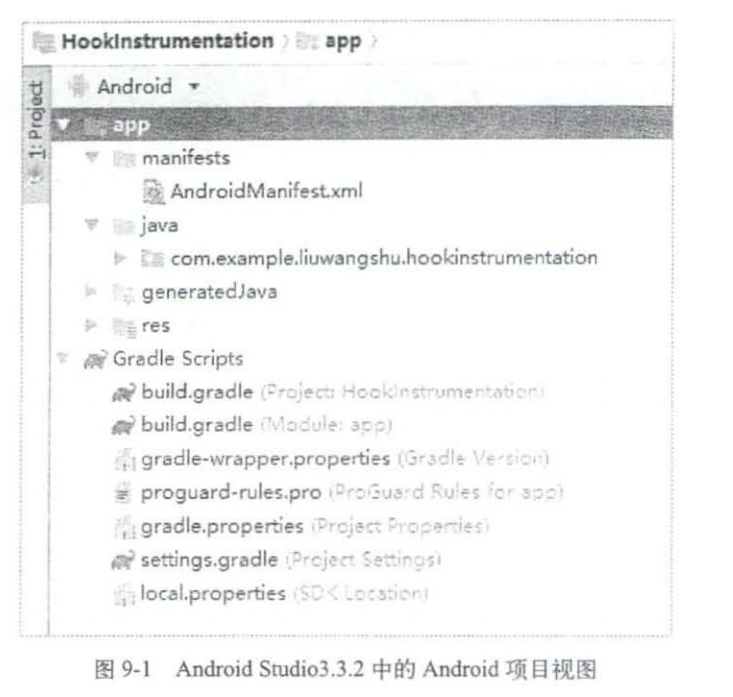 HookInstrumentation app
Android
1: Project
app
manifests
AndroidManifest.xml
java
com.example.liuwangshu.hookinstrumentation
generatedJava
res
Gradle Scripts
build.gradle (Project: HookInstrumentation)
build.gradle (Module: app)
gradle-wrapper.properties (Gradle Version)
proguard-rules.pro (ProGuard Rules for app)
gradle.properties (Project Properties)
settings.gradle (Project Settings)
local.properties (SDK Location)
图 9-1 Android Studio3.3.2 中的 Android 项目视图